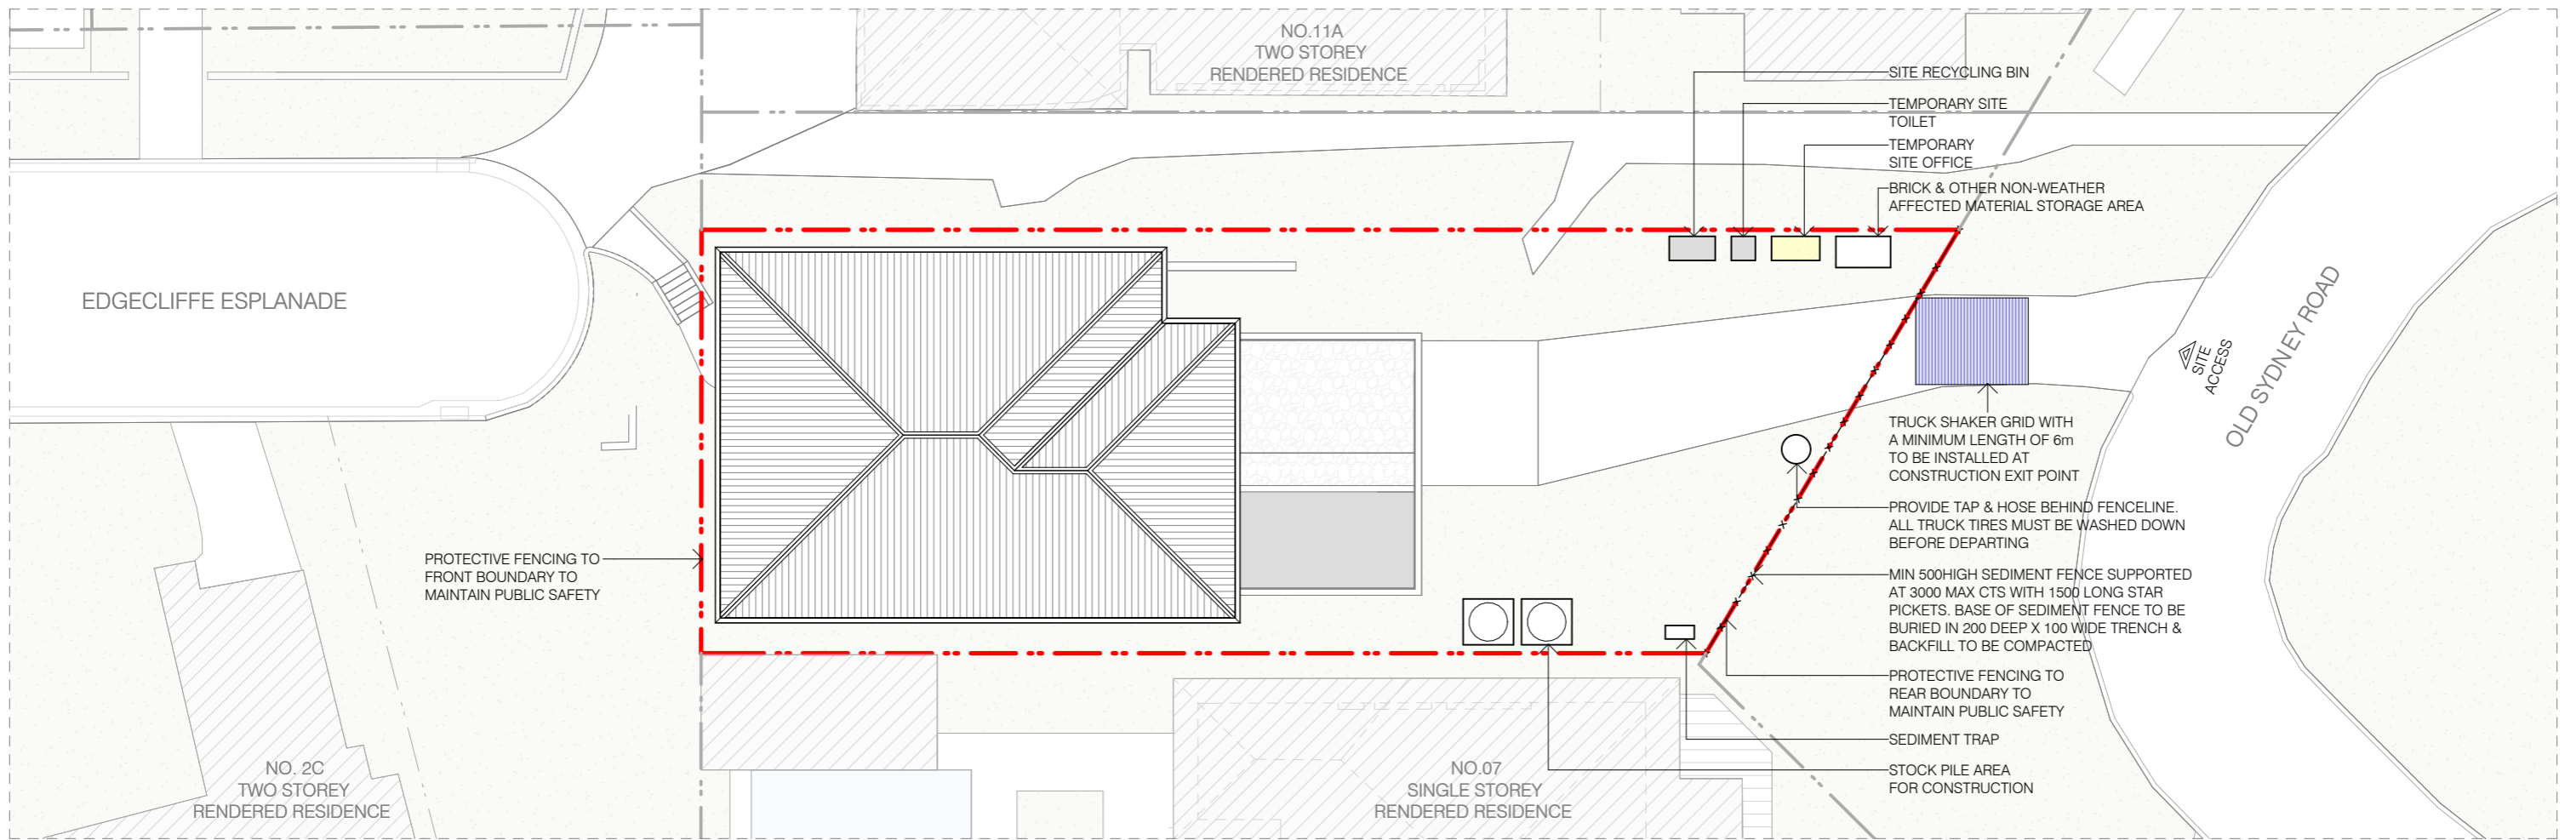 NO.11A
TWO STOREY
RENDERED RESIDENCE
SITE RECYCLING BIN
TEMPORARY SITE
TOILET
TEMPORARY
SITE OFFICE
BRICK & OTHER NON-WEATHER
AFFECTED MATERIAL STORAGE AREA
EDGECLIFFE ESPLANADE
SITE
ACCESS
OLD SYDNEY ROAD
TRUCK SHAKER GRID WITH
A MINIMUM LENGTH OF 6m
TO BE INSTALLED AT
CONSTRUCTION EXIT POINT
PROVIDE TAP & HOSE BEHIND FENCELINE.
ALL TRUCK TIRES MUST BE WASHED DOWN
BEFORE DEPARTING
PROTECTIVE FENCING TO
FRONT BOUNDARY TO
MAINTAIN PUBLIC SAFETY
MIN 500HIGH SEDIMENT FENCE SUPPORTED
AT 3000 MAX CTS WITH 1500 LONG STAR
PICKETS. BASE OF SEDIMENT FENCE TO BE
BURIED IN 200 DEEP X 100 WIDE TRENCH &
BACKFILL TO BE COMPACTED
PROTECTIVE FENCING TO
REAR BOUNDARY TO
MAINTAIN PUBLIC SAFETY
SEDIMENT TRAP
STOCK PILE AREA
FOR CONSTRUCTION
NO. 2C
TWO STOREY
RENDERED RESIDENCE
NO.07
SINGLE STOREY
RENDERED RESIDENCE